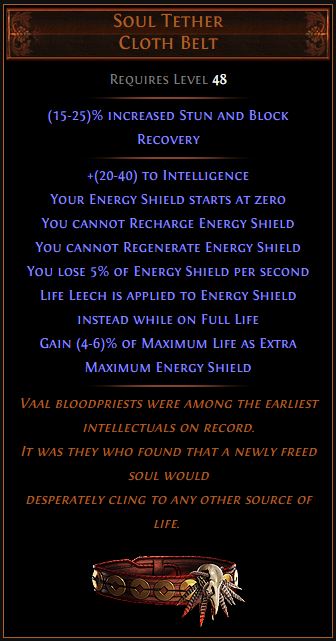 Soul Tether
Cloth Belt
Requires Level 48
(15-25)% increased Stun and Block
Recovery
+(20-40) to Intelligence
Your Energy Shield starts at zero
You cannot Recharge Energy Shield
You cannot Regenerate Energy Shield
You lose 5% of Energy Shield per second
Life Leech is applied to Energy Shield
instead while on Full Life
Gain (4-6)% of Maximum Life as Extra
Maximum Energy Shield
Vaal bloodpriests were among the earliest
intellectuals on record.
It was they who found that a newly freed
soul would
desperately cling to any other source of
life.